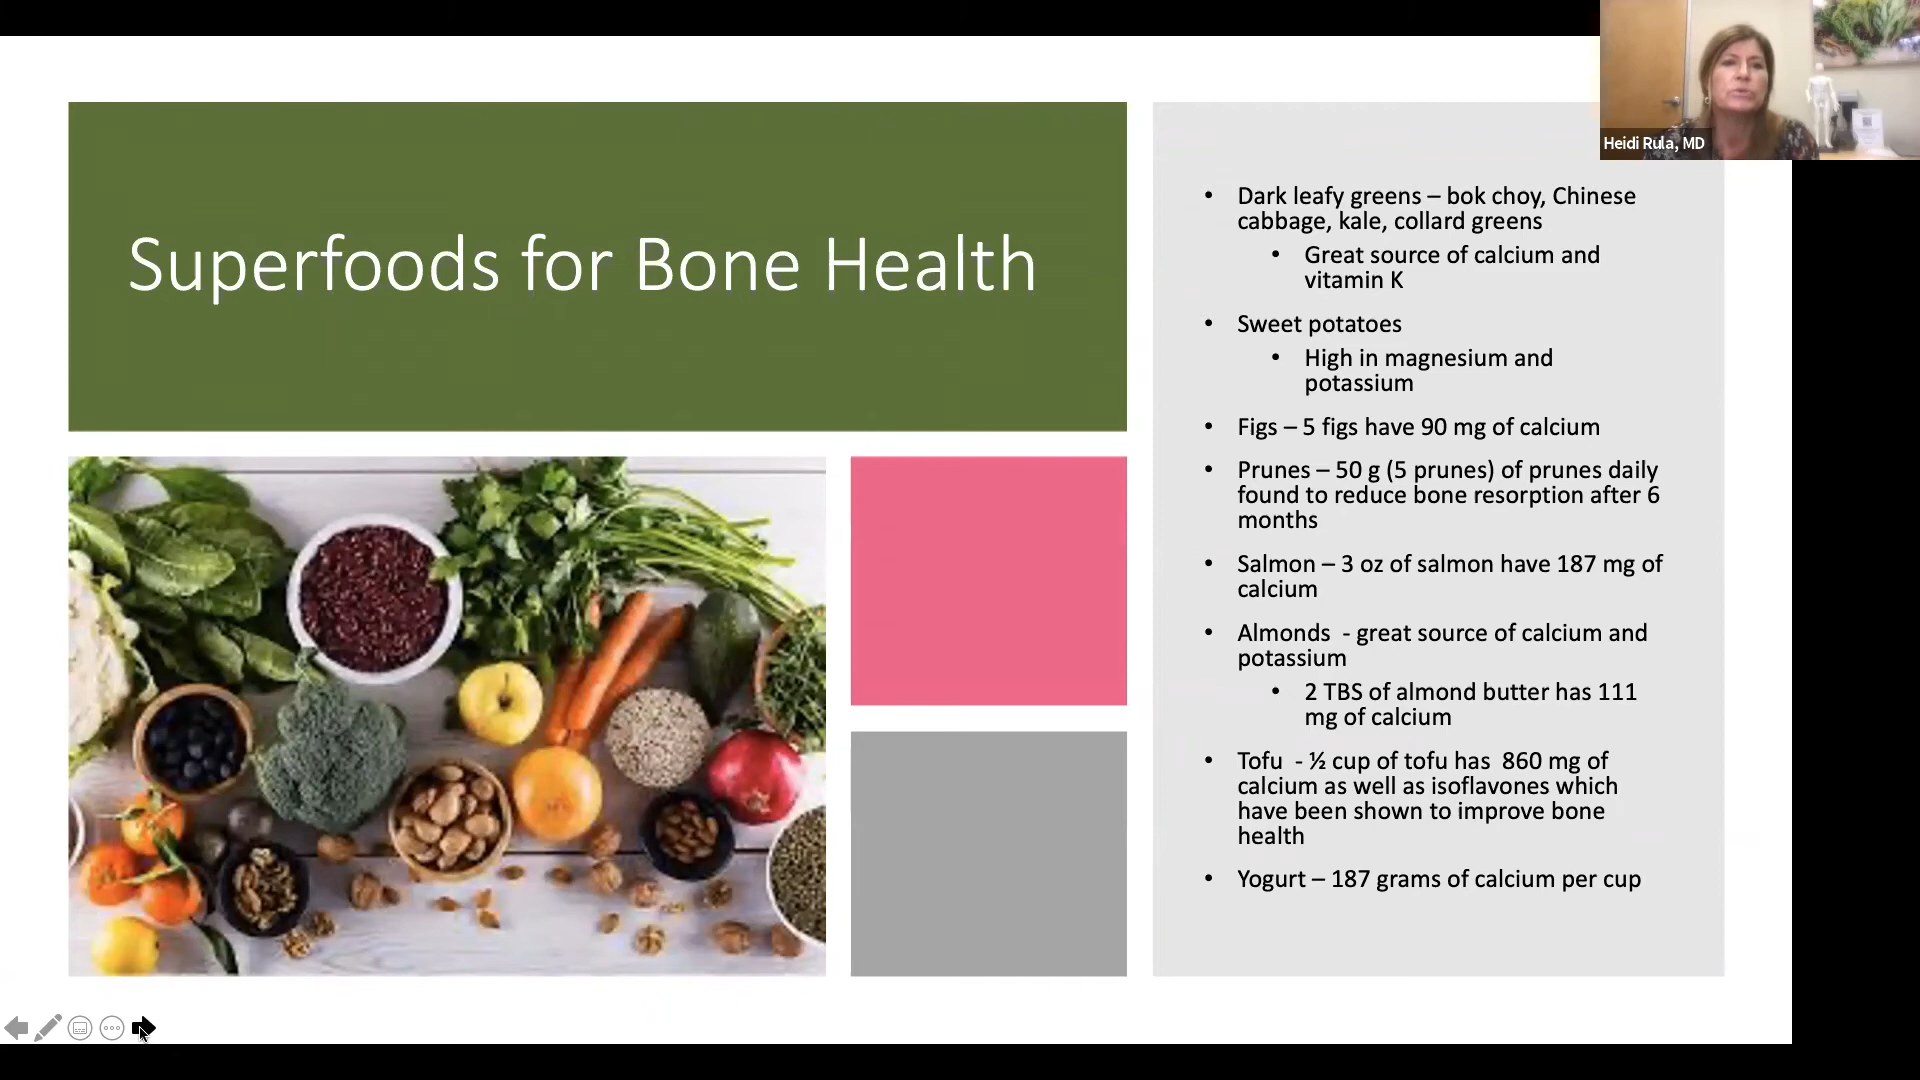 Superfoods for Bone Health
• Dark leafy greens – bok choy, Chinese
cabbage, kale, collard greens
• Great source of calcium and
vitamin K
• Sweet potatoes
• High in magnesium and
potassium
• Figs – 5 figs have 90 mg of calcium
• Prunes – 50 g (5 prunes) of prunes daily
found to reduce bone resorption after 6
months
• Salmon – 3 oz of salmon have 187 mg of
calcium
• Almonds  - great source of calcium and
potassium
• 2 TBS of almond butter has 111
mg of calcium
• Tofu  - ½ cup of tofu has  860 mg of
calcium as well as isoflavones which
have been shown to improve bone
health
• Yogurt – 187 grams of calcium per cup
Heidi Rula, MD